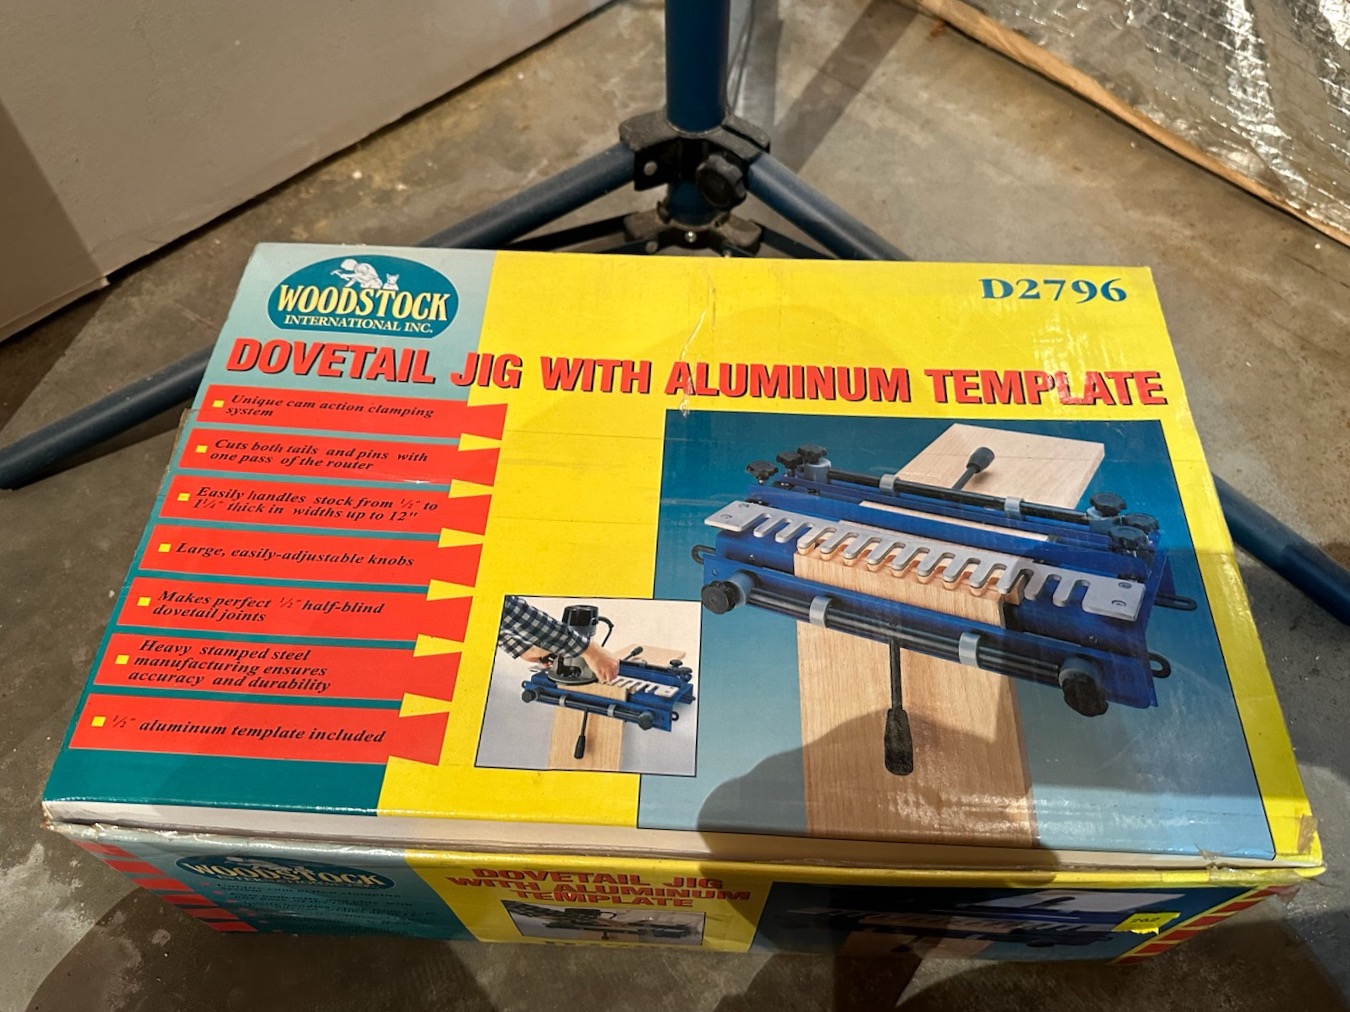 WOODSTOCK
INTERNATIONAL INC.
D2796
DOVETAIL JIG WITH ALUMINUM TEMPLATE
Unique cam action clamping
system
Cuts both tails and pins with
one pass of the router
Easily handles stock from 1/2" to
1 1/4" thick in widths up to 12"
Large, easily-adjustable knobs
Makes perfect 1/2" half-blind
dovetail joints
Heavy stamped steel
manufacturing ensures
accuracy and durability
1/2" aluminum template included
WOODSTOCK
DOVETAIL JIG
WITH ALUMINUM
TEMPLATE